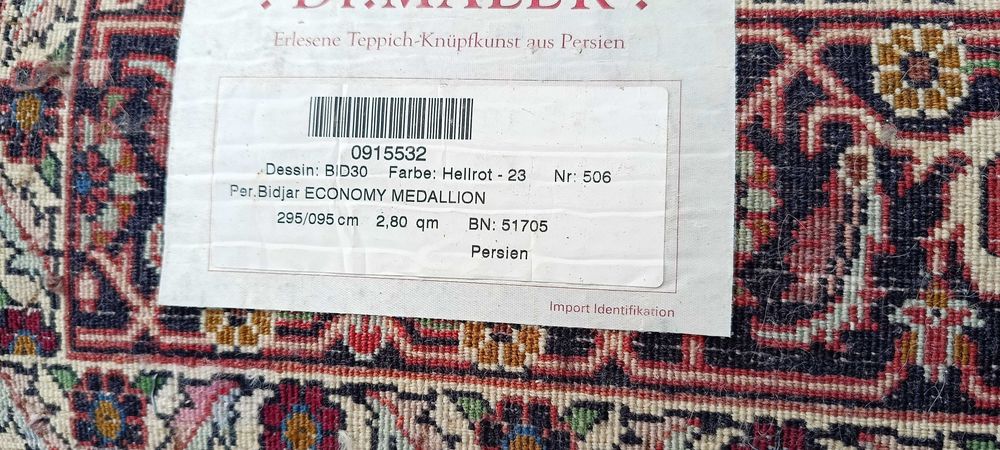 Erlesene Teppich-Knüpfkunst aus Persien
0915532
Dessin: BID30 Farbe: Hellrot - 23 Nr: 506
Per.Bidjar ECONOMY MEDALLION
295/095 cm 2,80 qm BN: 51705
Persien
Import Identifikation